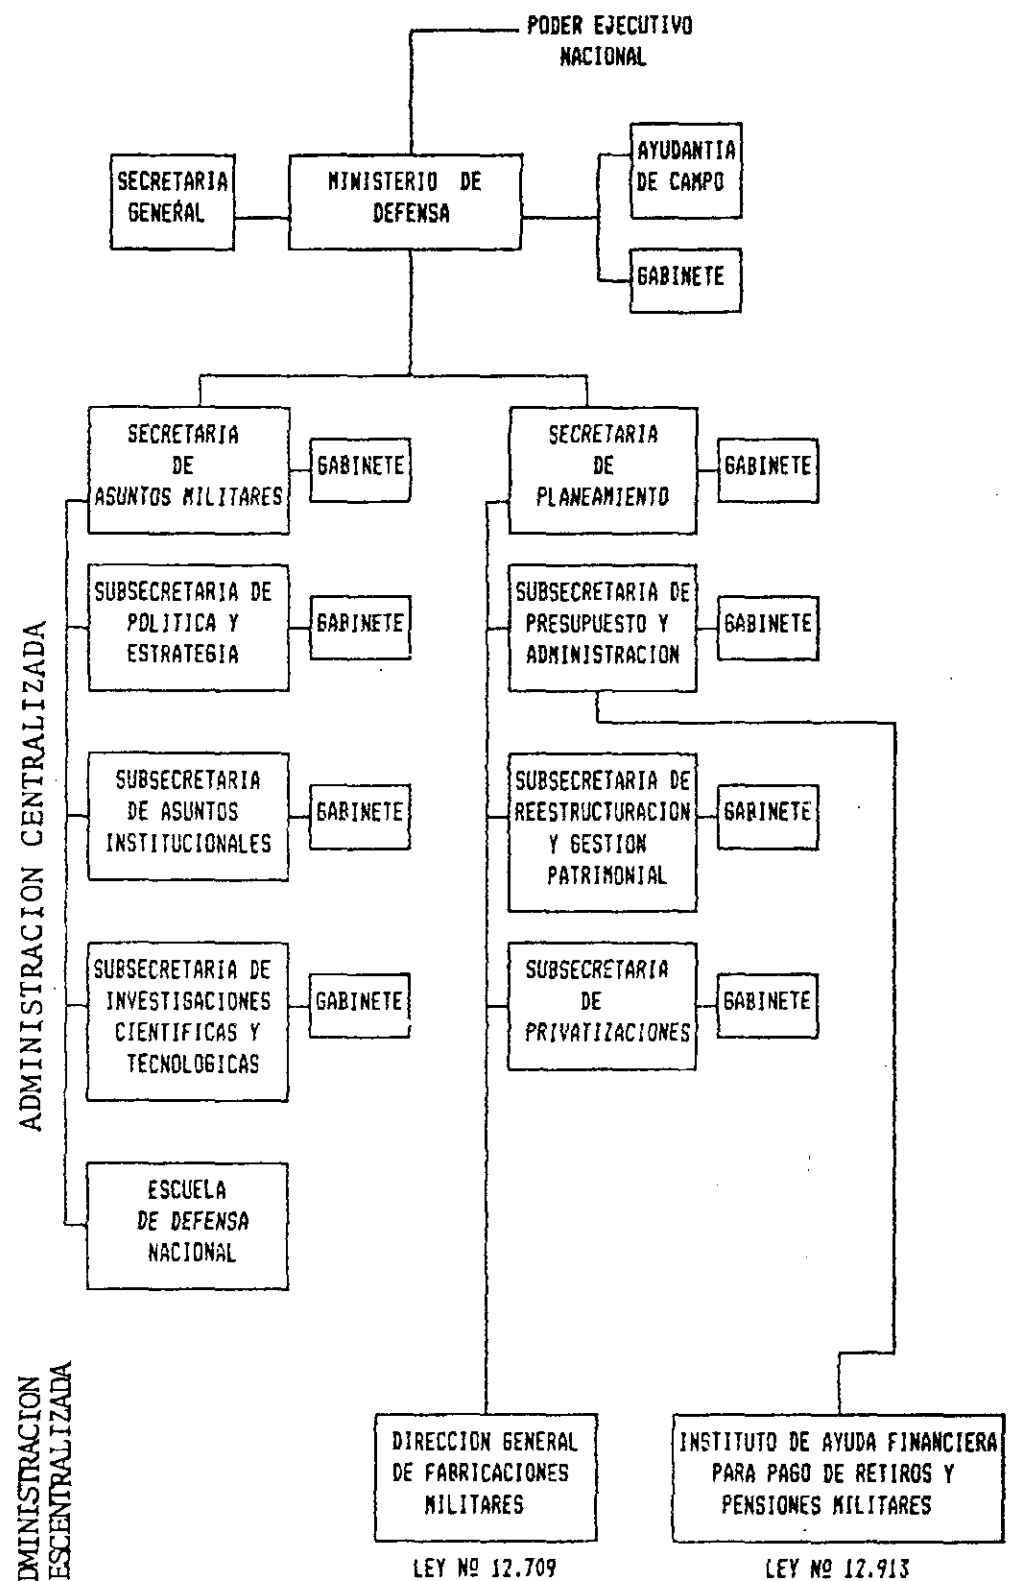 PODER EJECUTIVO
NACIONAL
SECRETARIA
GENERAL
MINISTERIO DE
DEFENSA
AYUDANTIA
DE CAMPO
GABINETE
SECRETARIA
DE
ASUNTOS MILITARES
GABINETE
SECRETARIA
DE
PLANEAMIENTO
GABINETE
SUBSECRETARIA DE
POLITICA Y
ESTRATEGIA
GABINETE
SUBSECRETARIA DE
PRESUPUESTO Y
ADMINISTRACION
GABINETE
SUBSECRETARIA
DE ASUNTOS
INSTITUCIONALES
GABINETE
SUBSECRETARIA DE
REESTRUCTURACION
Y GESTION
PATRIMONIAL
GABINETE
SUBSECRETARIA DE
INVESTIGACIONES
CIENTIFICAS Y
TECNOLOGICAS
GABINETE
SUBSECRETARIA
DE
PRIVATIZACIONES
GABINETE
ESCUELA
DE DEFENSA
NACIONAL
ADMINISTRACION CENTRALIZADA
DMINISTRACION
ESCENTRALIZADA
DIRECCION GENERAL
DE FABRICACIONES
MILITARES
LEY Nº 12.709
INSTITUTO DE AYUDA FINANCIERA
PARA PAGO DE RETIROS Y
PENSIONES MILITARES
LEY Nº 12.913